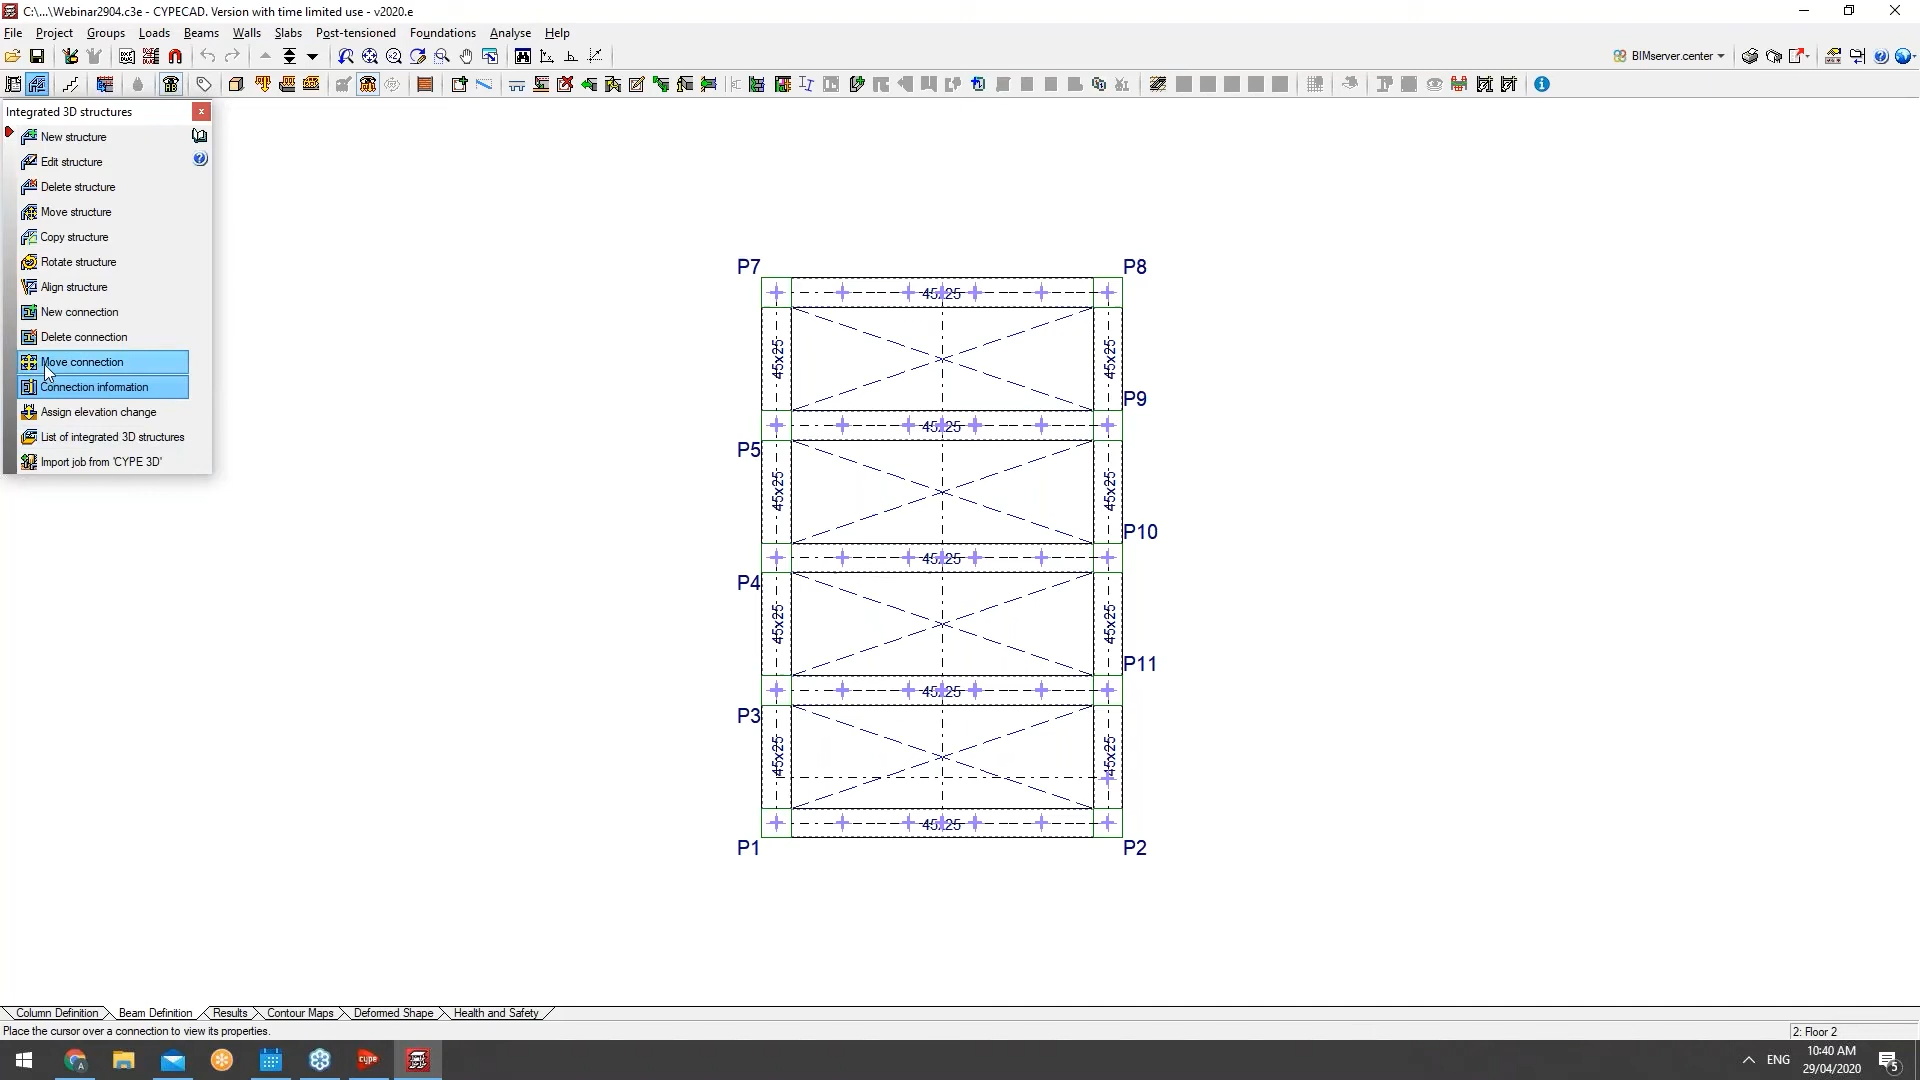 C:\...\Webinar2904.c3e - CYPECAD. Version with time limited use - v2020.e
File Project Groups Loads Beams Walls Slabs Post-tensioned Foundations Analyse Help
BIMserver.center
Integrated 3D structures
New structure
Edit structure
Delete structure
Move structure
Copy structure
Rotate structure
Align structure
New connection
Delete connection
Move connection
Connection information
Assign elevation change
List of integrated 3D structures
Import job from 'CYPE 3D'
P7 P8
45x25
45x25 45x25
P9
45x25
P5
45x25 45x25
P10
45x25
P4
45x25 45x25
P11
45x25
P3
45x25 45x25
45x25
P1 P2
Column Definition Beam Definition Results Contour Maps Deformed Shape Health and Safety
Place the cursor over a connection to view its properties.
2: Floor 2
cype
ENG
10:40 AM
29/04/2020
5